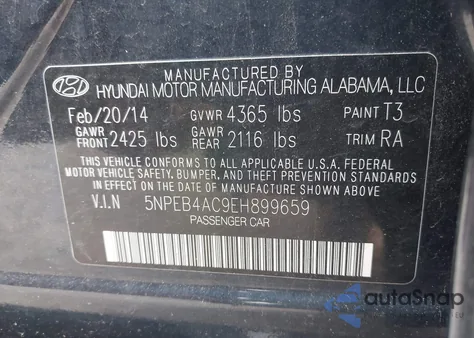 MANUFACTURED BY
HYUNDAI MOTOR MANUFACTURING ALABAMA, LLC
Feb/20/14 GVWR 4365 lbs PAINT T3
GAWR FRONT 2425 lbs GAWR REAR 2116 lbs TRIM RA
THIS VEHICLE CONFORMS TO ALL APPLICABLE U.S.A. FEDERAL
MOTOR VEHICLE SAFETY, BUMPER, AND THEFT PREVENTION STANDARDS
IN EFFECT ON THE DATE OF MANUFACTURE SHOWN ABOVE.
V.I.N 5NPEB4AC9EH899659
PASSENGER CAR
autoSnap
EU